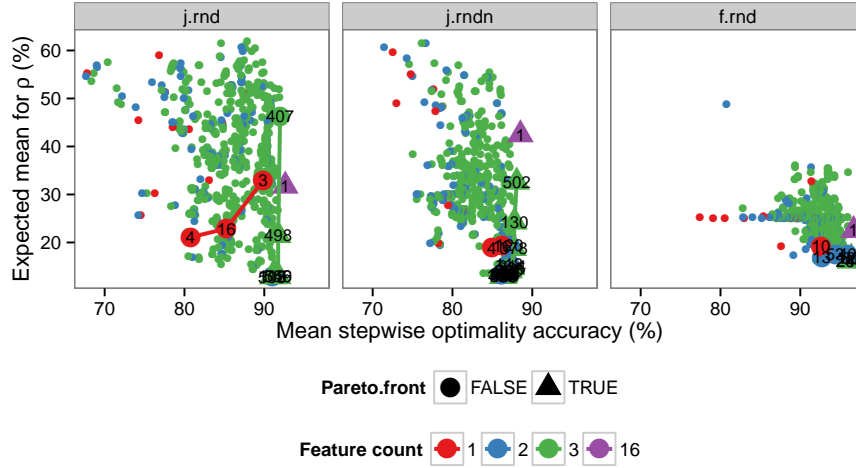 j.rnd j.rndn f.rnd
60
50
40
30
20
Expected mean for ρ (%)
407
3
1
4
16
498
1
502
130
1
10
13
70 80 90 70 80 90 70 80 90
Mean stepwise optimality accuracy (%)
Pareto.front FALSE TRUE
Feature count 1 2 3 16